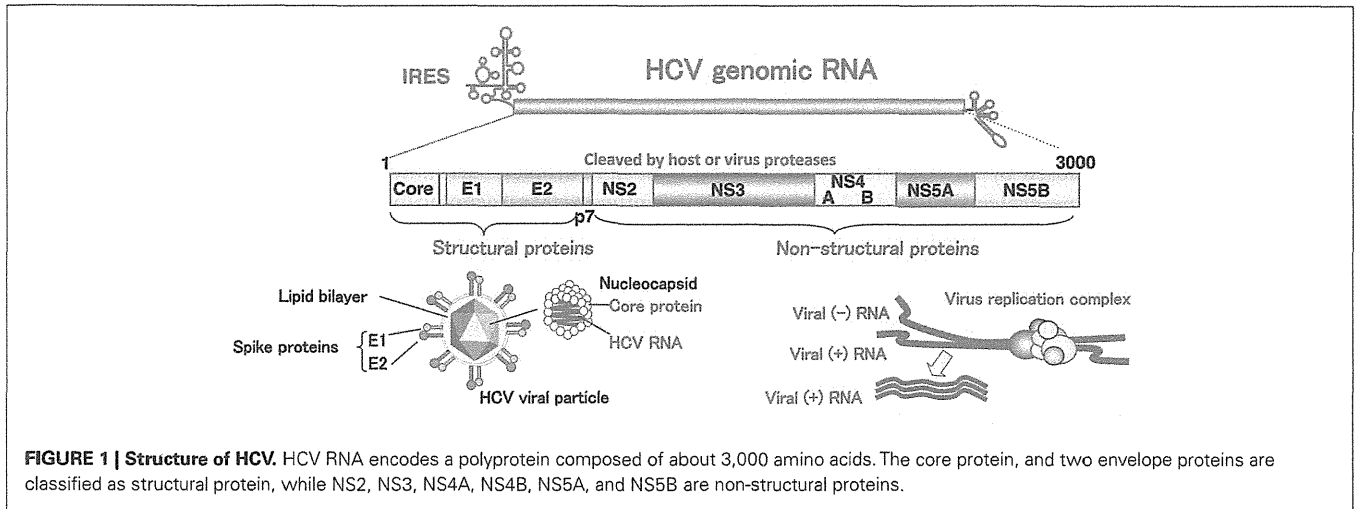 IRES
HCV genomic RNA
1
Cleaved by host or virus proteases
3000
Core
E1
E2
p7
NS2
NS3
NS4
A B
NS5A
NS5B
Structural proteins
Non-structural proteins
Lipid bilayer
Nucleocapsid
Core protein
HCV RNA
Spike proteins
E1
E2
HCV viral particle
Viral (−) RNA
Virus replication complex
Viral (+) RNA
Viral (+) RNA
FIGURE 1 | Structure of HCV. HCV RNA encodes a polyprotein composed of about 3,000 amino acids. The core protein, and two envelope proteins are
classified as structural protein, while NS2, NS3, NS4A, NS4B, NS5A, and NS5B are non-structural proteins.